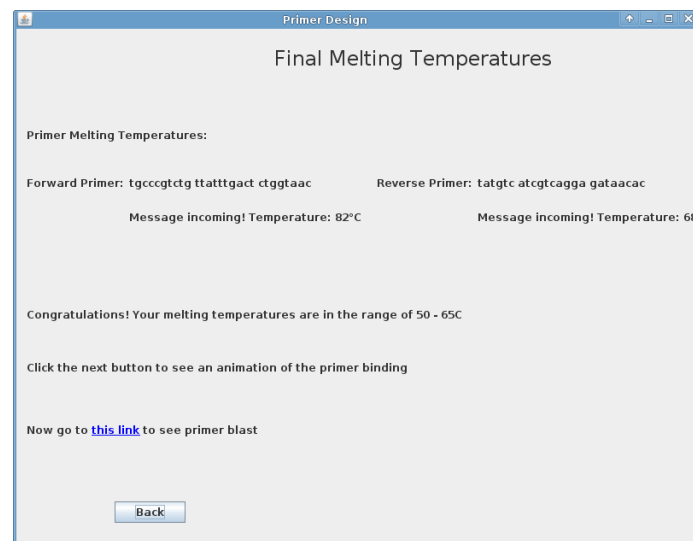 Primer Design
Final Melting Temperatures
Primer Melting Temperatures:
Forward Primer: tgcccgtctg ttatttgact ctggtaac Reverse Primer: tatgtc atcgtcagga gataacac
Message incoming! Temperature: 82°C Message incoming! Temperature: 68
Congratulations! Your melting temperatures are in the range of 50 - 65C
Click the next button to see an animation of the primer binding
Now go to this link to see primer blast
Back